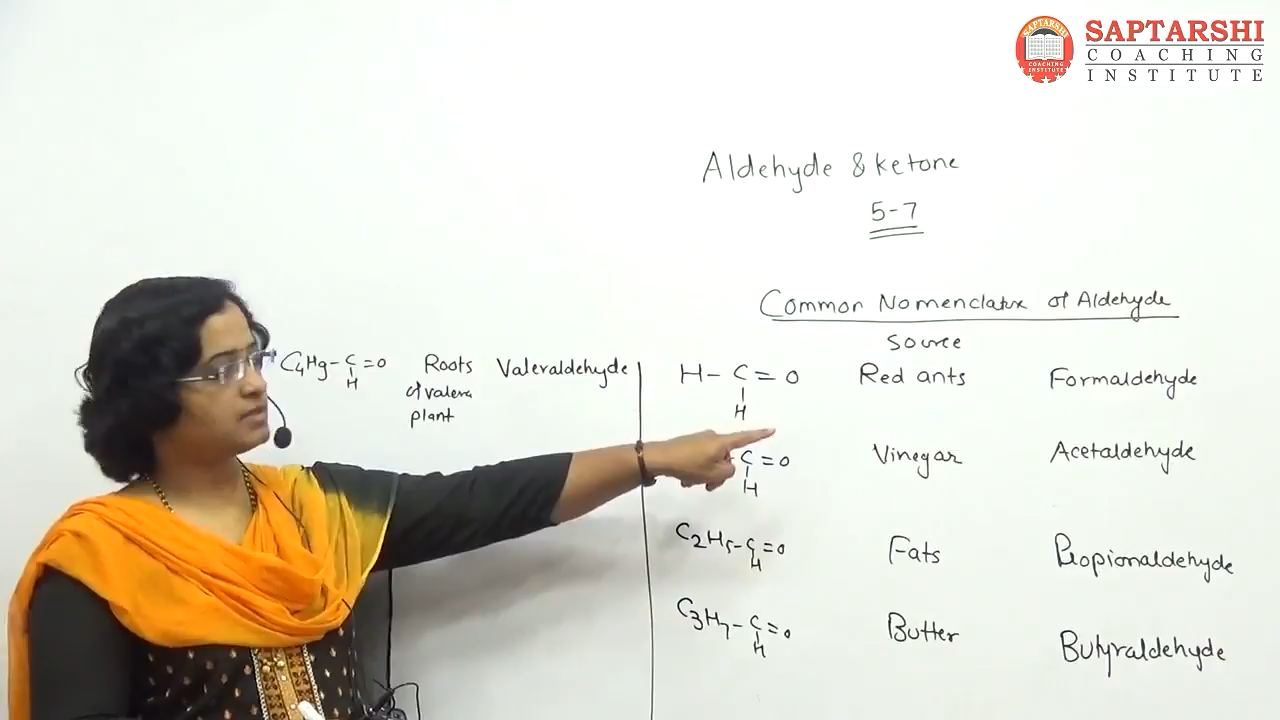 SAPTARSHI
COACHING
INSTITUTE
SAPTARSHI
COACHING
INSTITUTE
Aldehyde & ketone
5-7
Common Nomenclature of Aldehyde
Source
C4H9-C=O Roots Valeraldehyde
H
of valera
plant
H-C=O Red ants Formaldehyde
H
C=O Vinegar Acetaldehyde
H
C2H5-C=O Fats Propionaldehyde
H
C3H7-C=O Butter Butyraldehyde
H